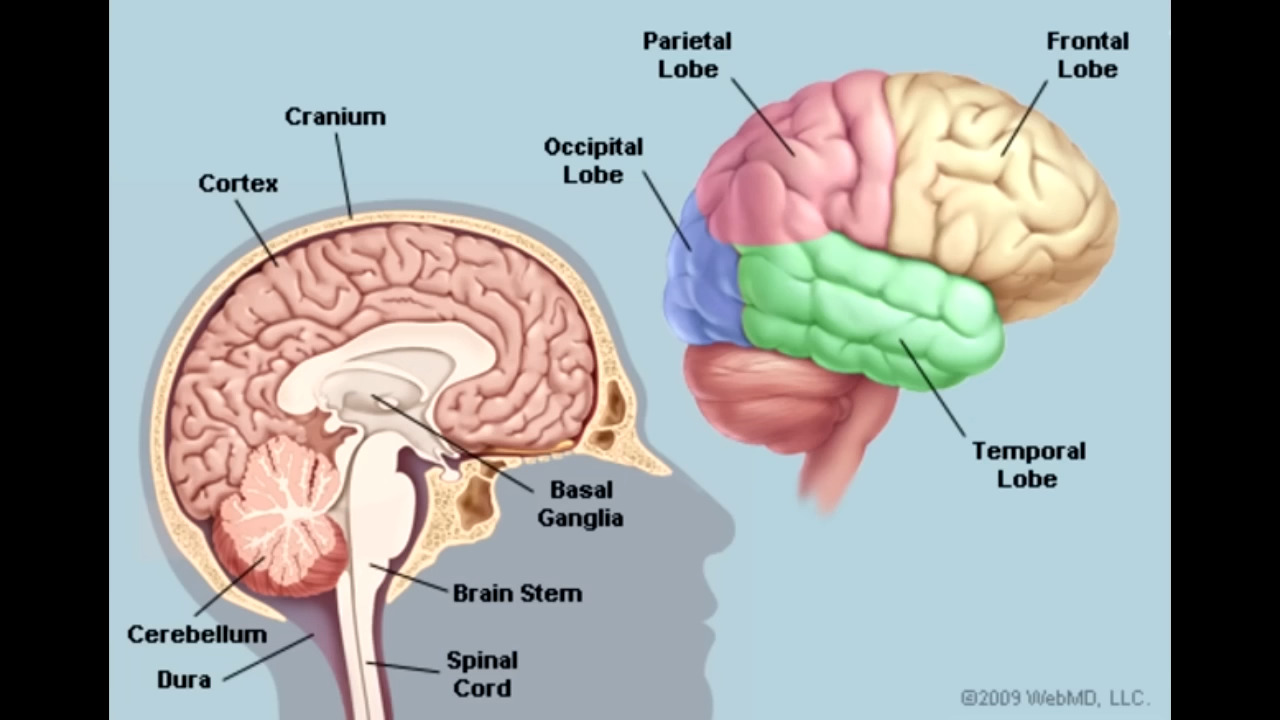 Parietal
Lobe
Frontal
Lobe
Cranium
Occipital
Lobe
Cortex
Temporal
Lobe
Basal
Ganglia
Brain Stem
Cerebellum
Dura
Spinal
Cord
©2009 WebMD, LLC.